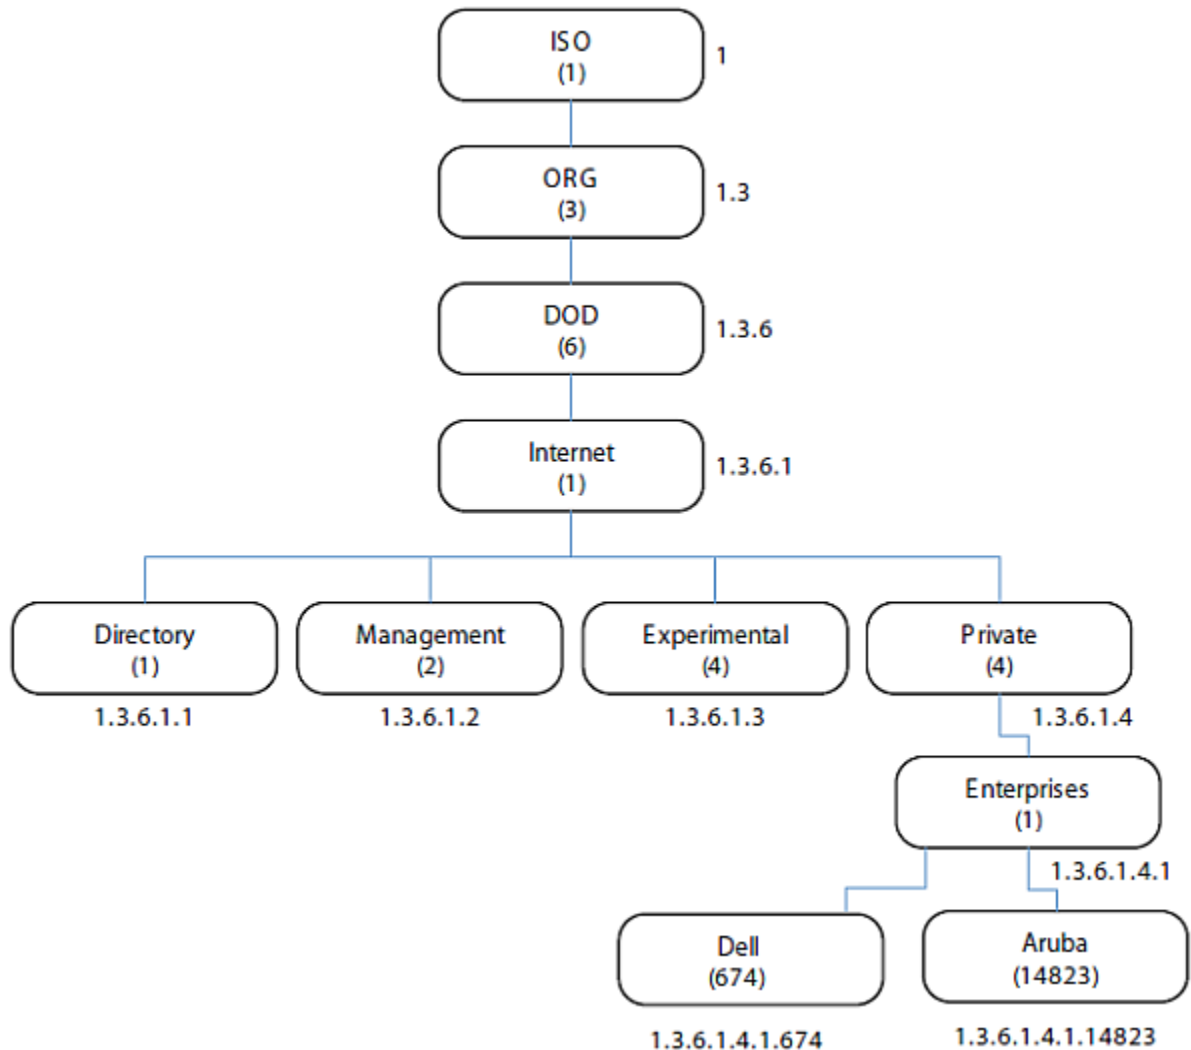 ISO
(1)
1
ORG
(3)
1.3
DOD
(6)
1.3.6
Internet
(1)
1.3.6.1
Directory
(1)
1.3.6.1.1
Management
(2)
1.3.6.1.2
Experimental
(4)
1.3.6.1.3
Private
(4)
1.3.6.1.4
Enterprises
(1)
1.3.6.1.4.1
Dell
(674)
1.3.6.1.4.1.674
Aruba
(14823)
1.3.6.1.4.1.14823